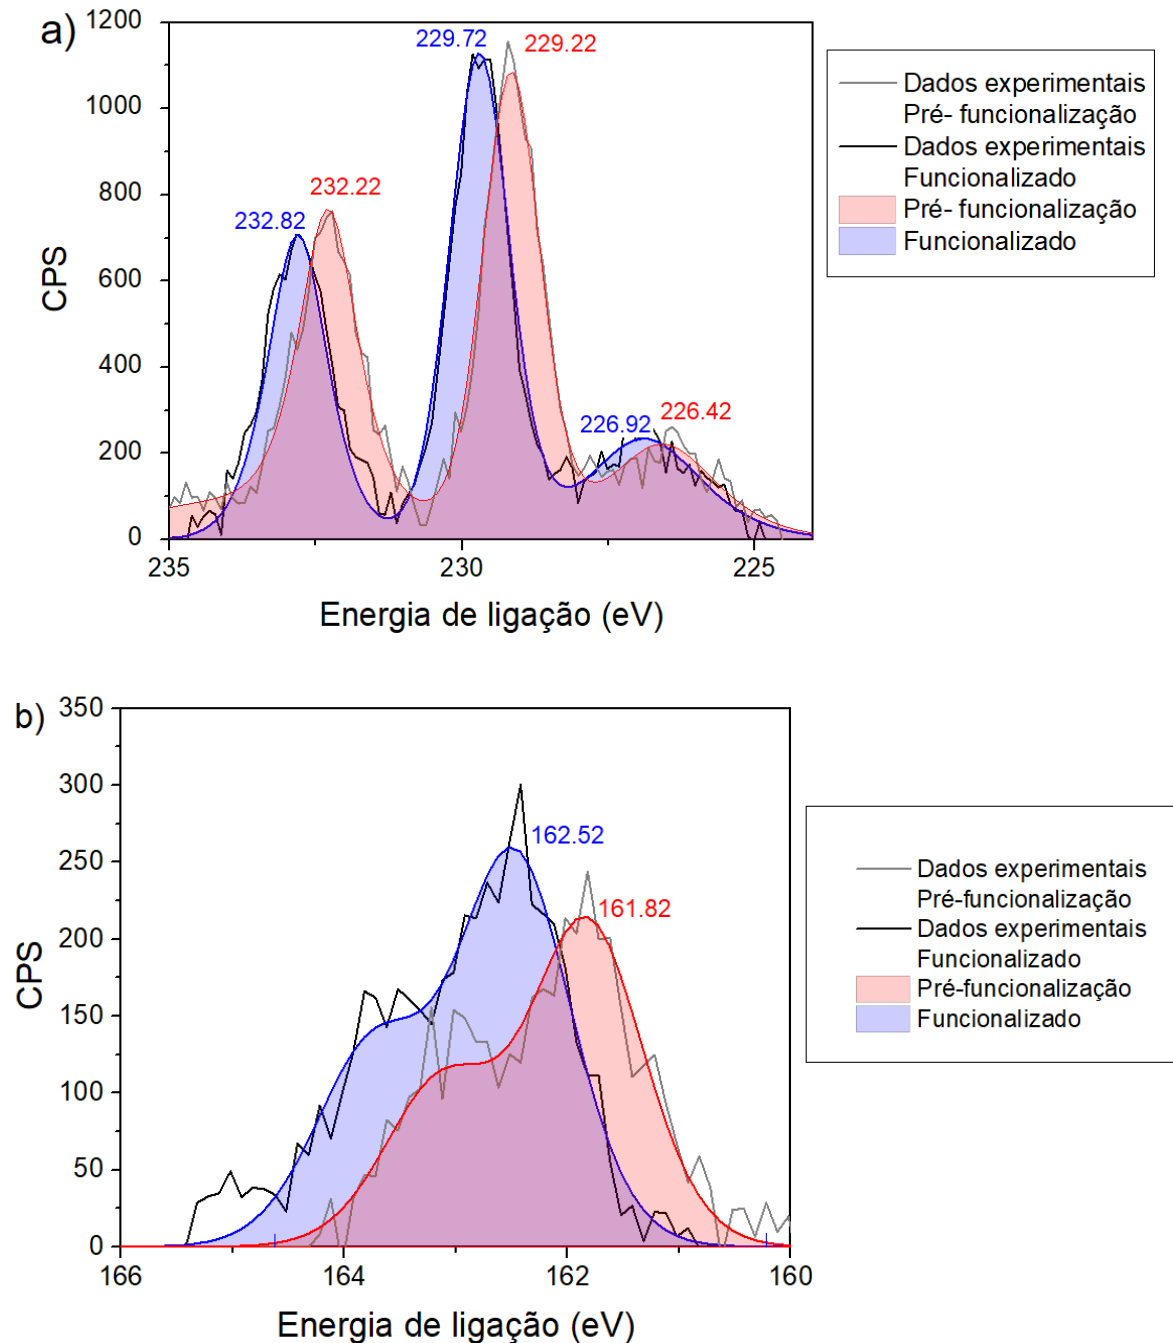 a)
1200
1000
800
600
400
200
0
CPS
232.82
232.22
229.72
229.22
226.92
226.42
235
230
225
Energia de ligação (eV)
Dados experimentais
Pré- funcionalização
Dados experimentais
Funcionalizado
Pré- funcionalização
Funcionalizado
b)
350
300
250
200
150
100
50
0
CPS
162.52
161.82
166
164
162
160
Energia de ligação (eV)
Dados experimentais
Pré-funcionalização
Dados experimentais
Funcionalizado
Pré-funcionalização
Funcionalizado